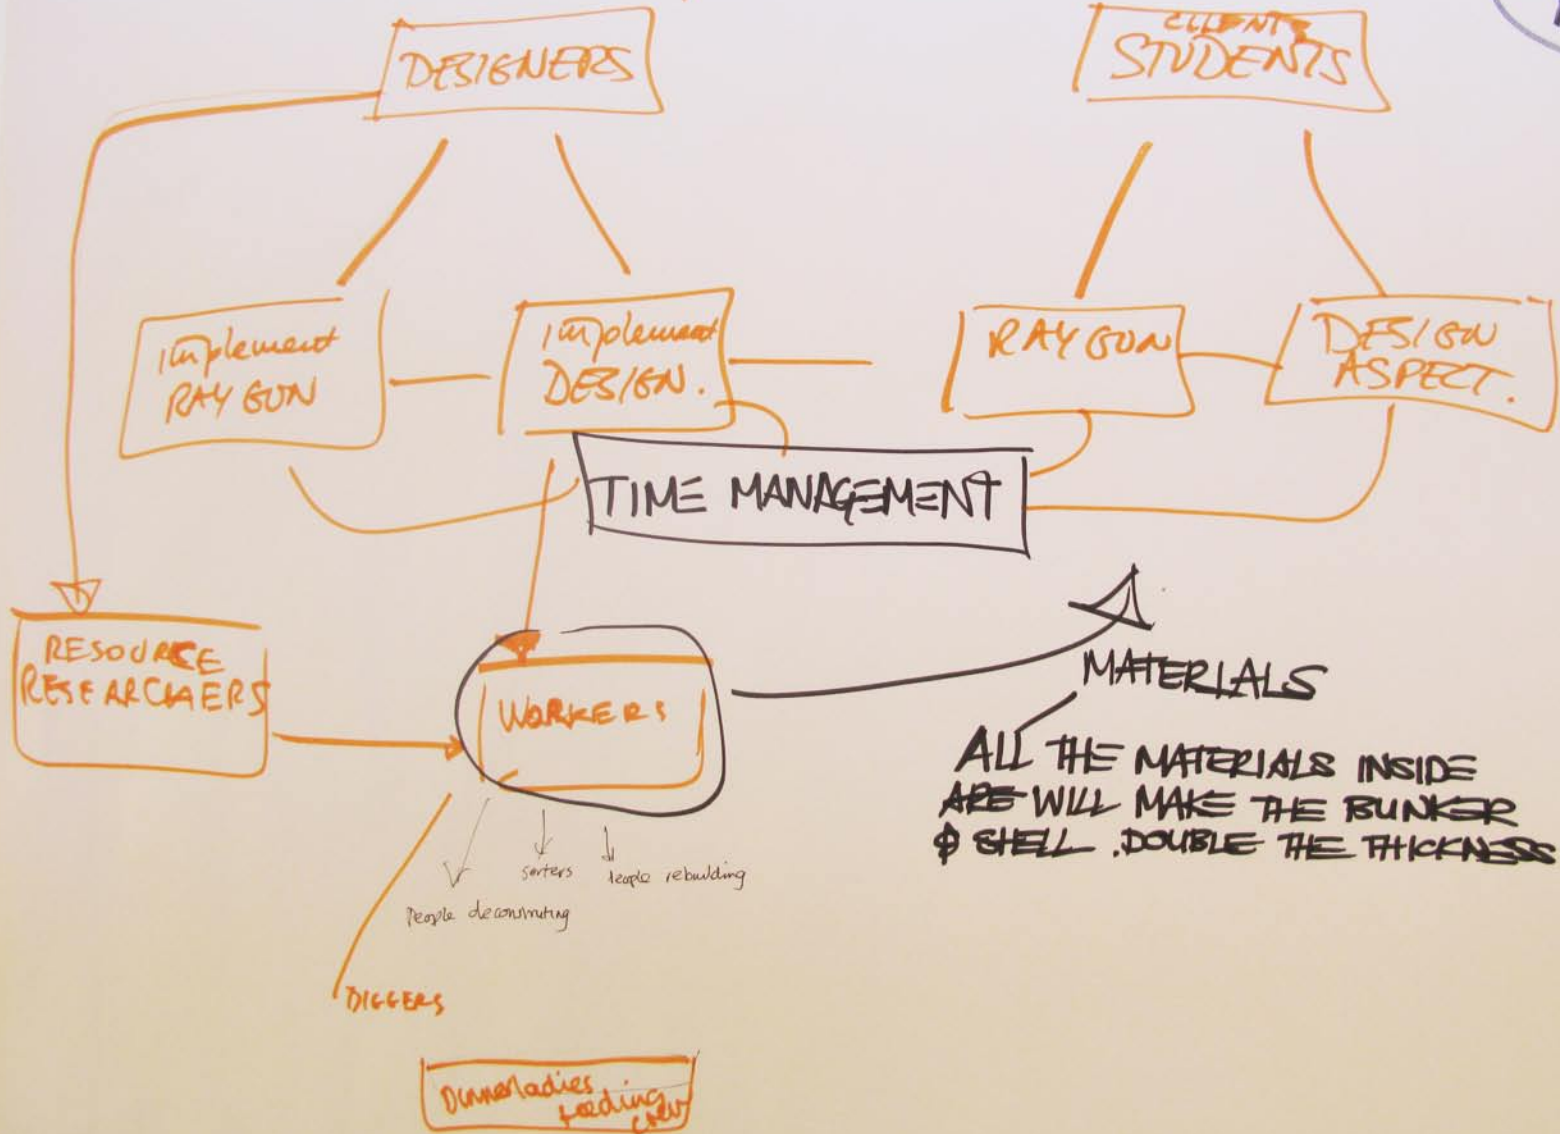 DESIGNERS
CLIENTS
STUDENTS
implement
RAY GUN
implement
DESIGN.
RAY GUN
DESIGN
ASPECT.
TIME MANAGEMENT
RESOURCE
RESEARCHERS
WORKERS
MATERIALS
ALL THE MATERIALS INSIDE
ARE WILL MAKE THE BUNKER
& SHELL. DOUBLE THE THICKNESS
sorters
People rebuilding
People deconstructing
DIGGERS
Dinnerladies
feeding
crew